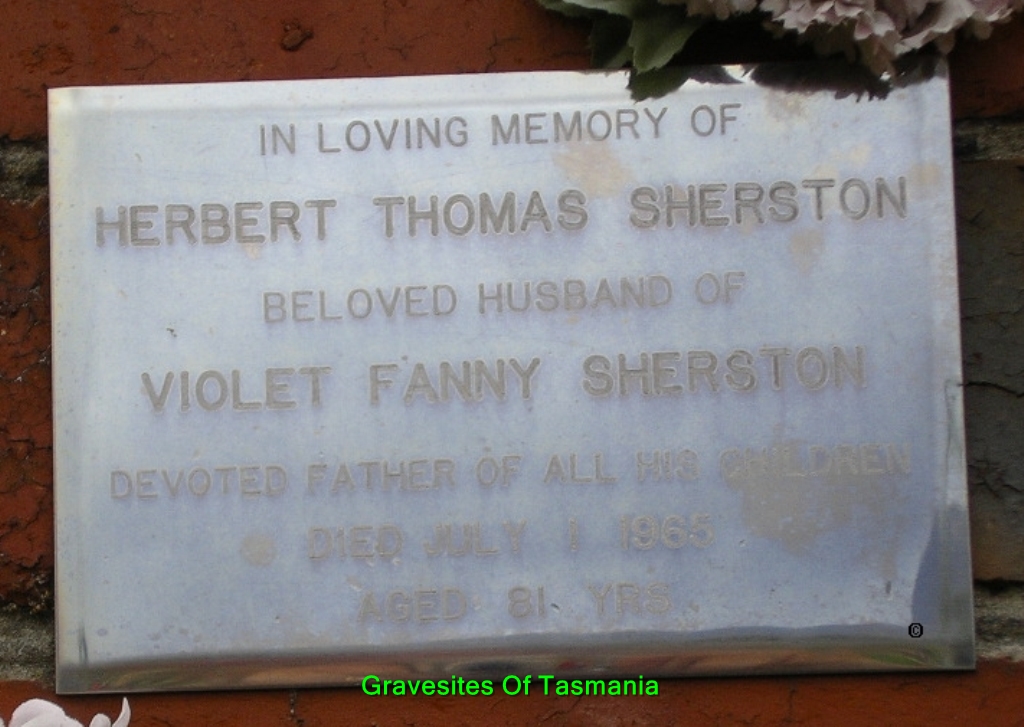 IN LOVING MEMORY OF
HERBERT THOMAS SHERSTON
BELOVED HUSBAND OF
VIOLET FANNY SHERSTON
DEVOTED FATHER OF ALL HIS CHILDREN
DIED JULY 1 1965
AGED 81 YRS
©
Gravesites Of Tasmania